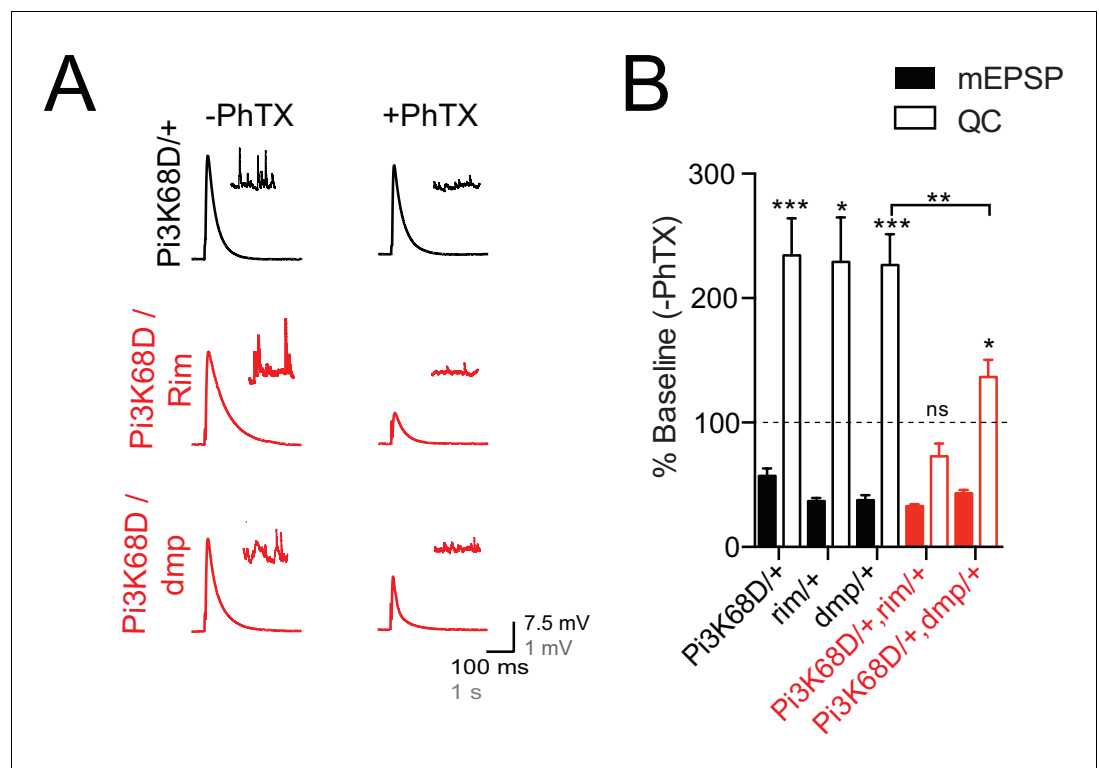 A
-PhTX
+PhTX
Pi3K68D/+
Pi3K68D /
Rim
Pi3K68D /
dmp
7.5 mV
1 mV
100 ms
1 s
B
mEPSP
QC
% Baseline (-PhTX)
300
200
100
0
***
*
***
**
ns
*
Pi3K68D/+
rim/+
dmp/+
Pi3K68D/+,rim/+
Pi3K68D/+,dmp/+